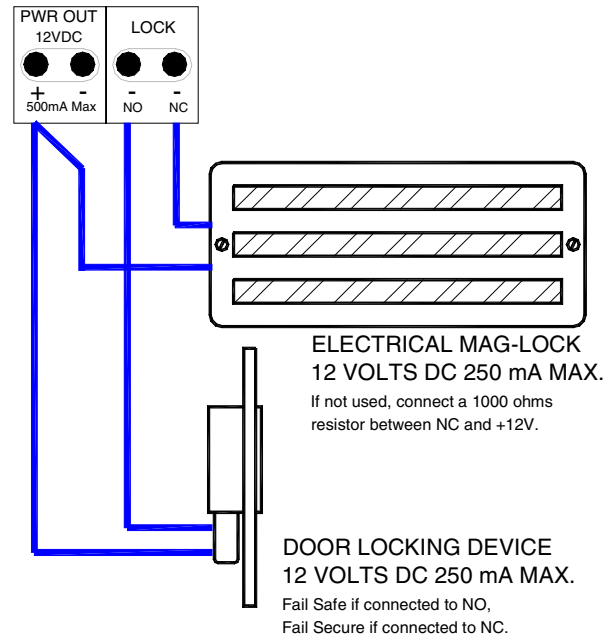 PWR OUT
12VDC
LOCK
+ - - -
500mA Max NO NC
ELECTRICAL MAG-LOCK
12 VOLTS DC 250 mA MAX.
If not used, connect a 1000 ohms
resistor between NC and +12V.
DOOR LOCKING DEVICE
12 VOLTS DC 250 mA MAX.
Fail Safe if connected to NO,
Fail Secure if connected to NC.